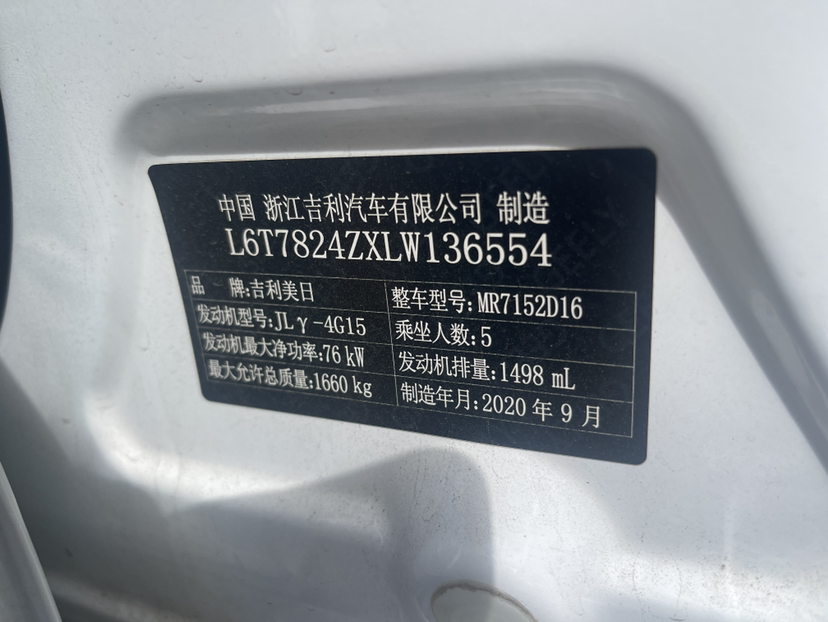 中国 浙江吉利汽车有限公司 制造
L6T7824ZXLW136554
品 牌:吉利美日 整车型号:MR7152D16
发动机型号:JLγ-4G15 乘坐人数:5
发动机最大净功率:76 kW 发动机排量:1498 mL
最大允许总质量:1660 kg 制造年月:2020 年 9 月